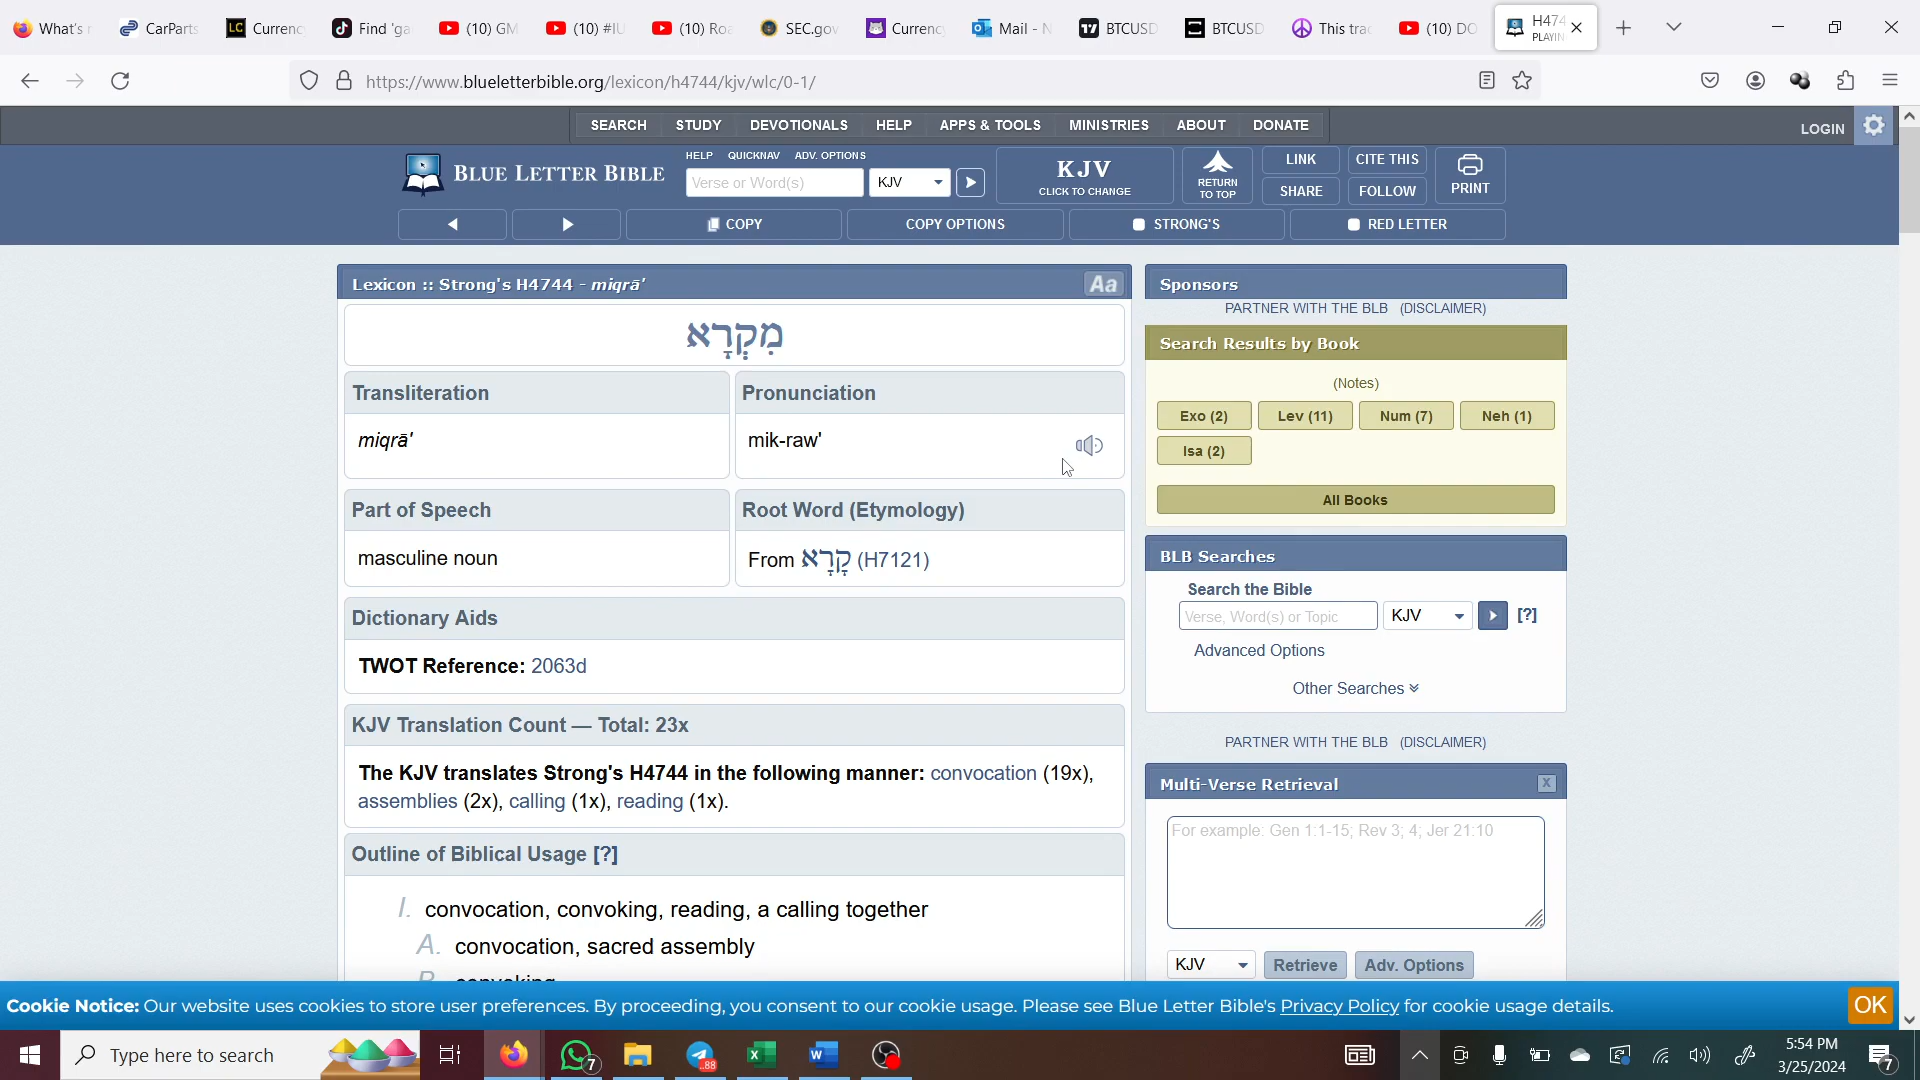 What's n
CarParts
Currenc
Find 'ga
(10) GM
(10) #IU
(10) Roa
SEC.gov
Currency
Mail - N
BTCUSD
BTCUSD
This trac
(10) DO
H474
PLAYIN
https://www.blueletterbible.org/lexicon/h4744/kjv/wlc/0-1/
SEARCH STUDY DEVOTIONALS HELP APPS & TOOLS MINISTRIES ABOUT DONATE
LOGIN
BLUE LETTER BIBLE
HELP QUICKNAV ADV. OPTIONS
Verse or Word(s)
KJV
KJV
CLICK TO CHANGE
RETURN
TO TOP
LINK
CITE THIS
SHARE
FOLLOW
PRINT
COPY
COPY OPTIONS
STRONG'S
RED LETTER
Lexicon :: Strong's H4744 - miqrā'
Aa
מִקְרָא
Transliteration
miqrā'
Pronunciation
mik-raw'
Part of Speech
masculine noun
Root Word (Etymology)
From קָרָא (H7121)
Dictionary Aids
TWOT Reference: 2063d
KJV Translation Count — Total: 23x
The KJV translates Strong's H4744 in the following manner: convocation (19x),
assemblies (2x), calling (1x), reading (1x).
Outline of Biblical Usage [?]
I. convocation, convoking, reading, a calling together
A. convocation, sacred assembly
B. convoking
Sponsors
PARTNER WITH THE BLB (DISCLAIMER)
Search Results by Book
(Notes)
Exo (2) Lev (11) Num (7) Neh (1)
Isa (2)
All Books
BLB Searches
Search the Bible
Verse, Word(s) or Topic
KJV
[?]
Advanced Options
Other Searches
PARTNER WITH THE BLB (DISCLAIMER)
Multi-Verse Retrieval
X
For example: Gen 1:1-15; Rev 3; 4; Jer 21:10
KJV
Retrieve
Adv. Options
Cookie Notice: Our website uses cookies to store user preferences. By proceeding, you consent to our cookie usage. Please see Blue Letter Bible's Privacy Policy for cookie usage details.
OK
Type here to search
7
..88
5:54 PM
3/25/2024
7